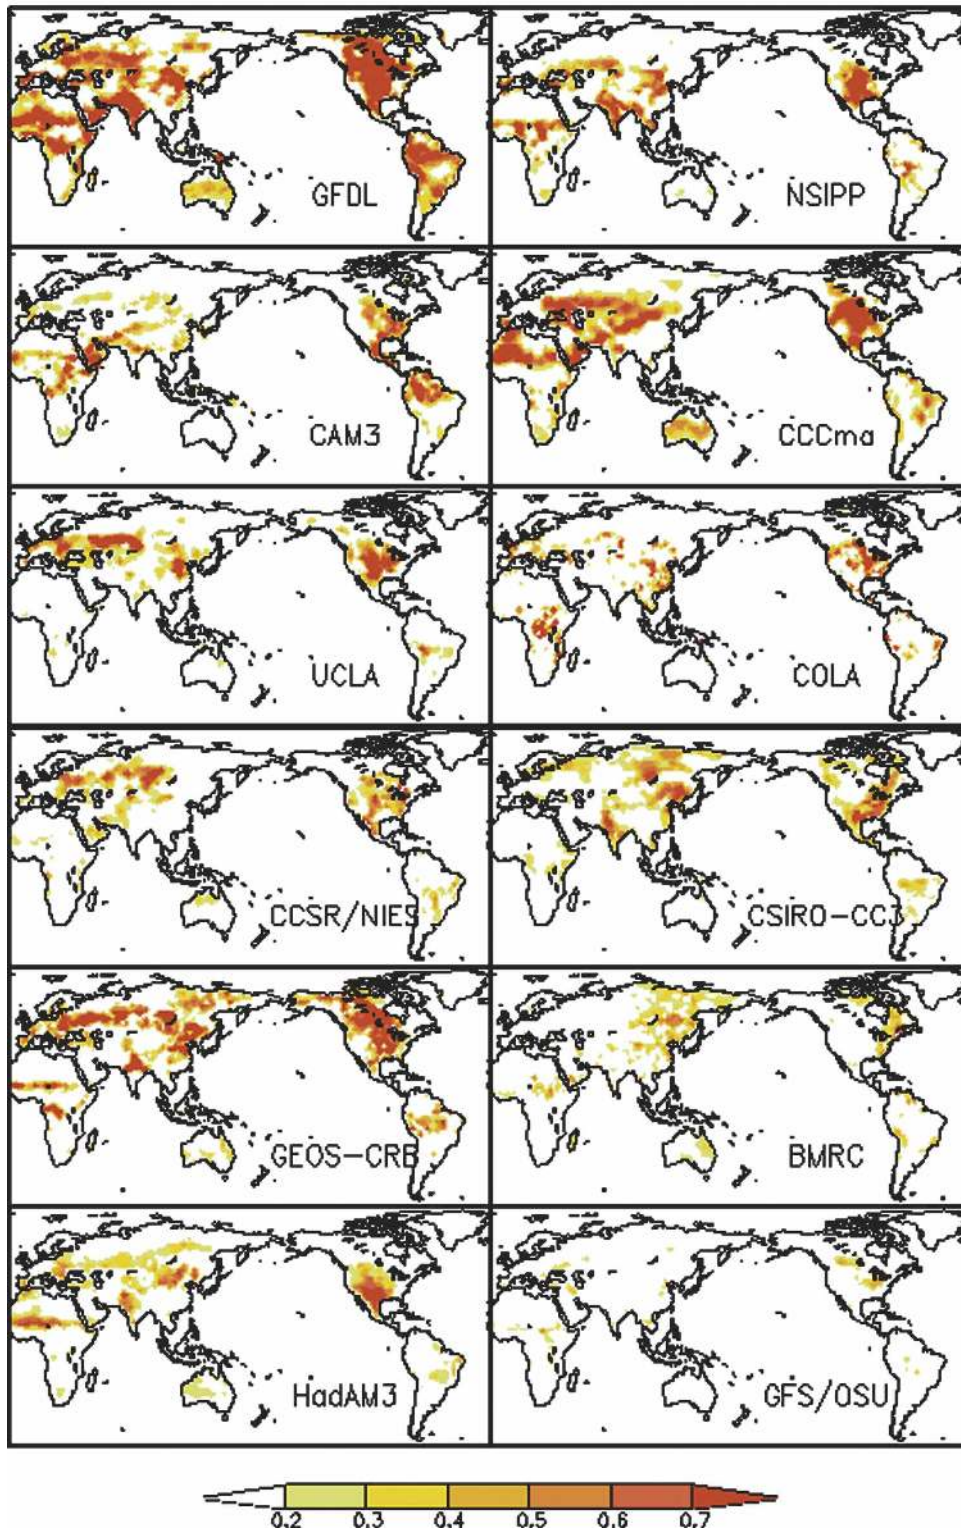 GFDL NSIPP
CAM3 CCCma
UCLA COLA
CCSR/NIES CSIRO-CC3
GEOS-CRB BMRC
HadAM3 GFS/OSU
0.2 0.3 0.4 0.5 0.6 0.7